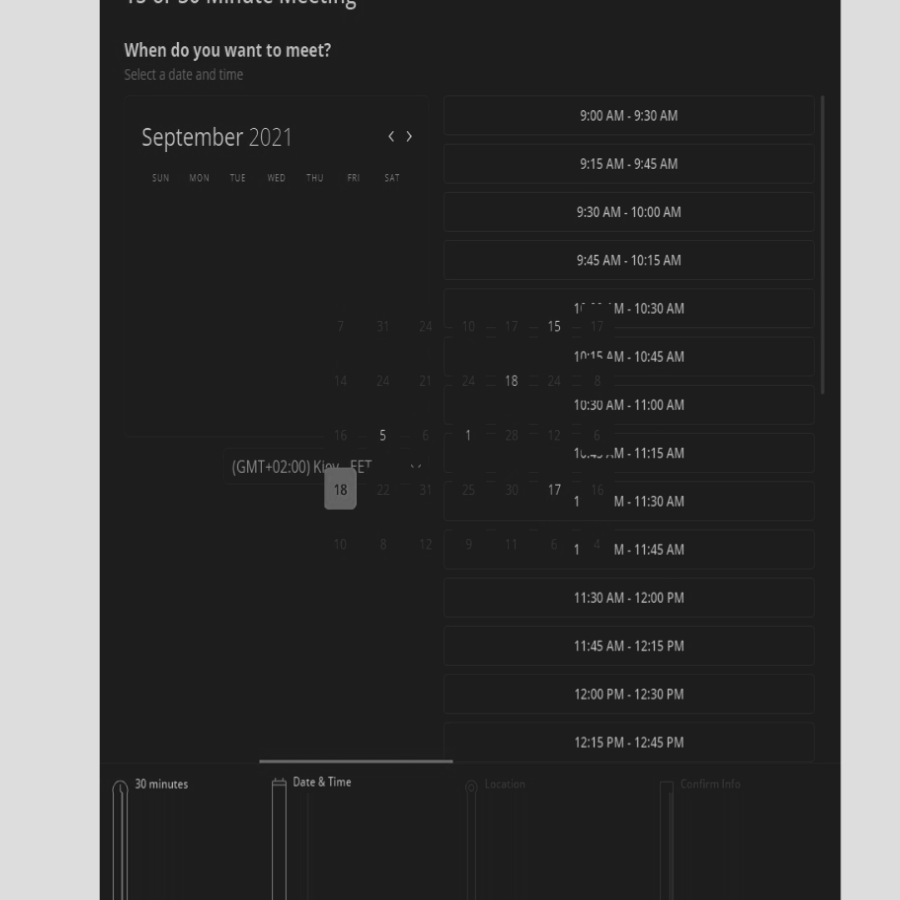 15 or 30 Minute Meeting
When do you want to meet?
Select a date and time
September 2021
SUN MON TUE WED THU FRI SAT
7 31 24 10 17 15 17
14 24 21 24 18 24 8
16 5 6 1 28 12 6
18 22 31 25 30 17 16
10 8 12 9 11 6 4
(GMT+02:00) Kiev EET
9:00 AM - 9:30 AM
9:15 AM - 9:45 AM
9:30 AM - 10:00 AM
9:45 AM - 10:15 AM
M - 10:30 AM
10:15 AM - 10:45 AM
10:30 AM - 11:00 AM
M - 11:15 AM
1 M - 11:30 AM
1 M - 11:45 AM
11:30 AM - 12:00 PM
11:45 AM - 12:15 PM
12:00 PM - 12:30 PM
12:15 PM - 12:45 PM
30 minutes
Date & Time
Location
Confirm Info